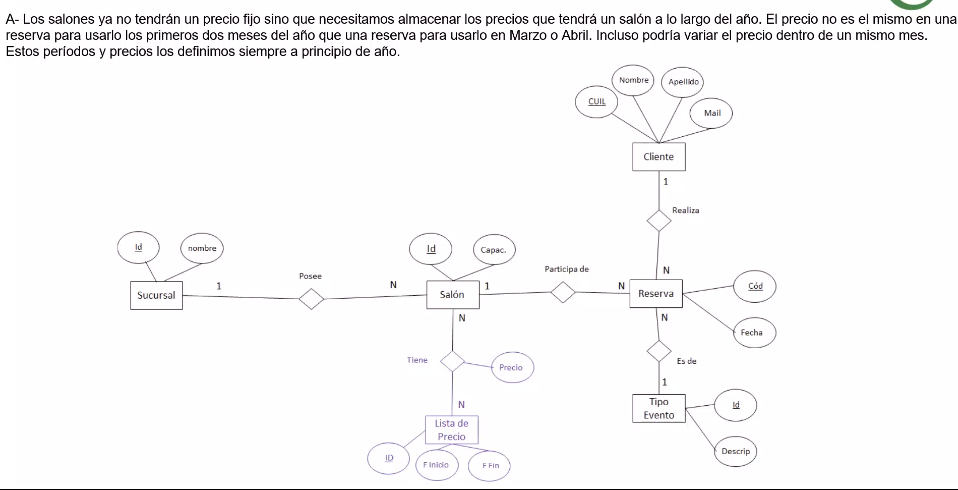 A- Los salones ya no tendrán un precio fijo sino que necesitamos almacenar los precios que tendrá un salón a lo largo del año. El precio no es el mismo en una
reserva para usarlo los primeros dos meses del año que una reserva para usarlo en Marzo o Abril. Incluso podría variar el precio dentro de un mismo mes.
Estos períodos y precios los definimos siempre a principio de año.
Nombre
Apellido
CUIL
Mail
Cliente
1
Realiza
Id
nombre
Id
Capac.
Posee
Participa de
N
Sucursal
1
N
Salón
1
N
Reserva
Cód
Fecha
N
N
Tiene
Precio
Es de
1
N
Tipo
Evento
Id
Lista de
Precio
Descrip
ID
F Inicio
F Fin